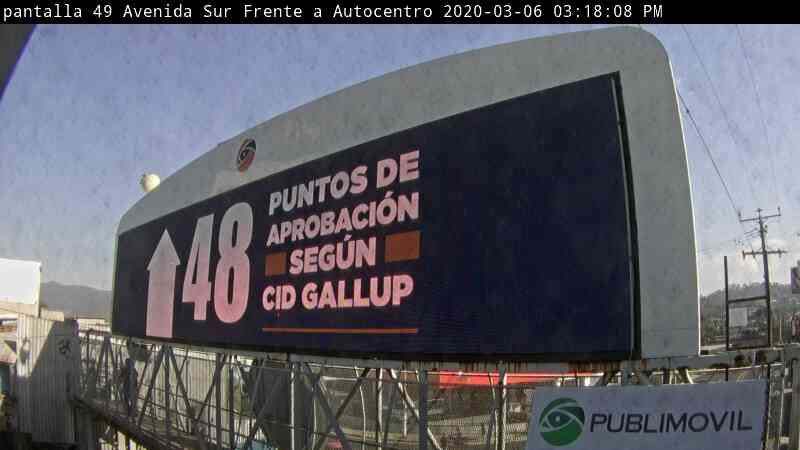 pantalla 49 Avenida Sur Frente a Autocentro 2020-03-06 03:18:08 PM
48
PUNTOS DE
APROBACIÓN
SEGÚN
CID GALLUP
PUBLIMOVIL